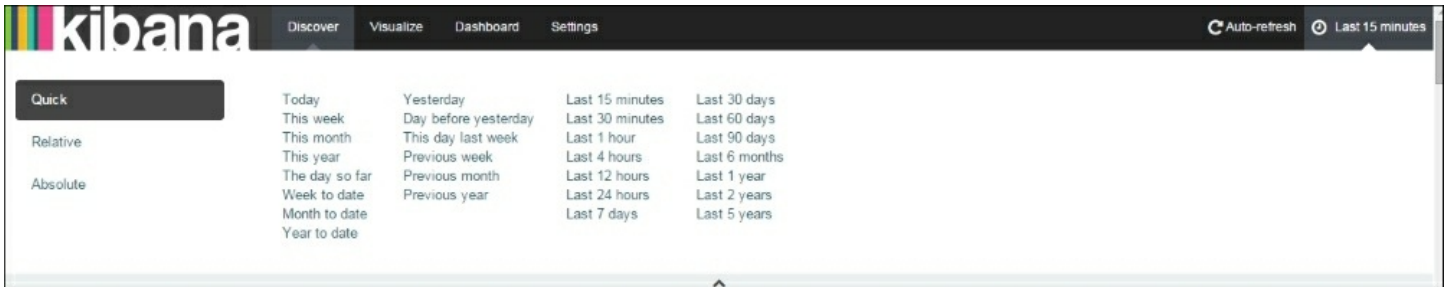 kibana Discover Visualize Dashboard Settings Auto-refresh Last 15 minutes
Quick
Relative
Absolute
Today
This week
This month
This year
The day so far
Week to date
Month to date
Year to date
Yesterday
Day before yesterday
This day last week
Previous week
Previous month
Previous year
Last 15 minutes
Last 30 minutes
Last 1 hour
Last 4 hours
Last 12 hours
Last 24 hours
Last 7 days
Last 30 days
Last 60 days
Last 90 days
Last 6 months
Last 1 year
Last 2 years
Last 5 years